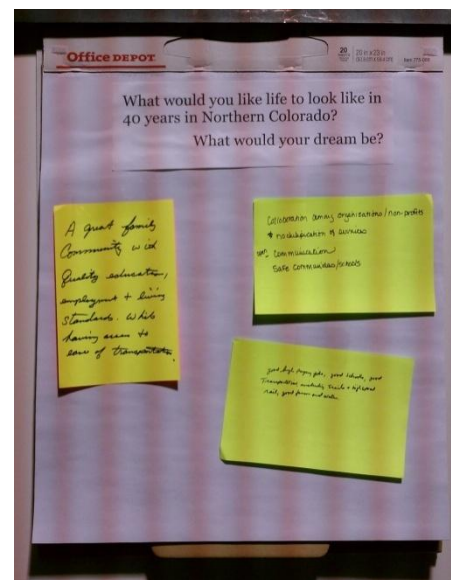 Office DEPOT
20
What would you like life to look like in
40 years in Northern Colorado?
What would your dream be?
A great family
Community with
Quality education,
employment + living
standards. While
having access to
ease of transportation.
Collaboration among organizations/non-profits
* no duplication of services
communication
Safe communities/schools
good high paying jobs, good schools, good
Transportation including Trails + light
rail, good